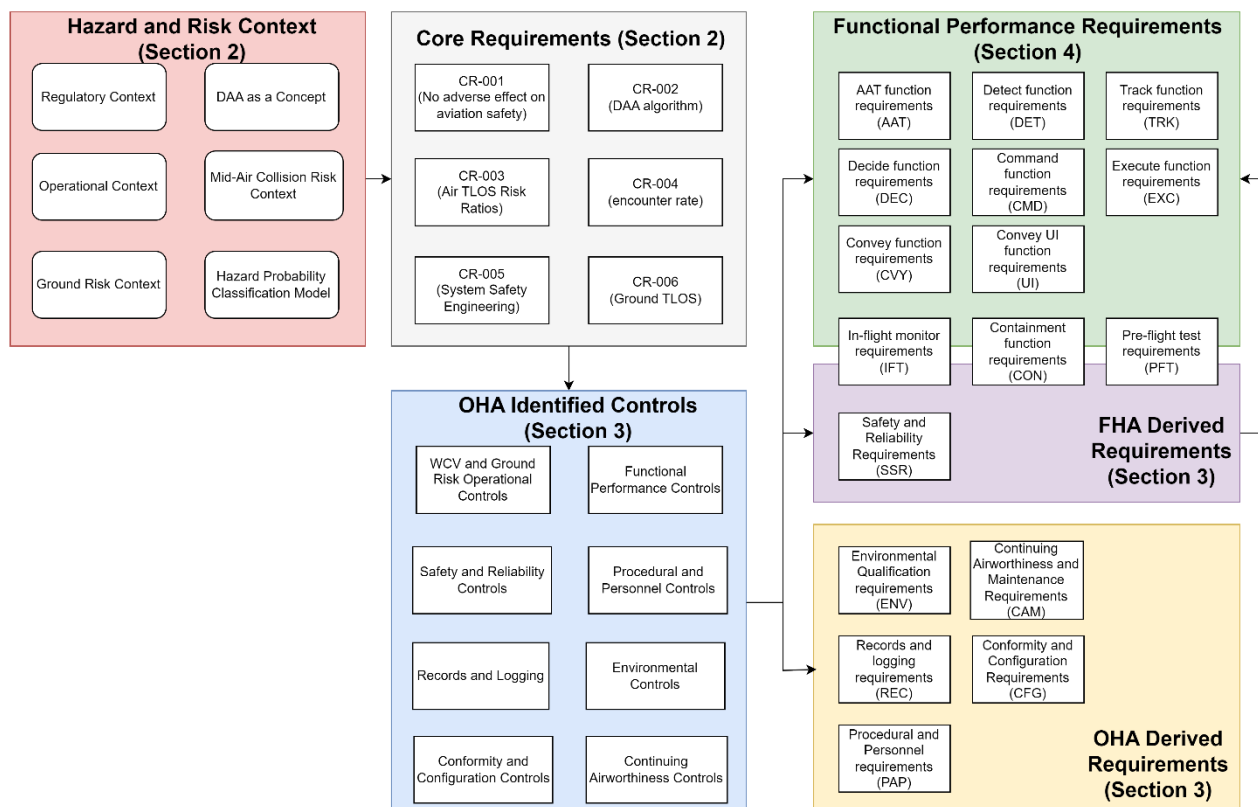 Hazard and Risk Context
(Section 2)
Regulatory Context
DAA as a Concept
Operational Context
Mid-Air Collision Risk
Context
Ground Risk Context
Hazard Probability
Classification Model
Core Requirements (Section 2)
CR-001
(No adverse effect on
aviation safety)
CR-002
(DAA algorithm)
CR-003
(Air TLOS Risk
Ratios)
CR-004
(encounter rate)
CR-005
(System Safety
Engineering)
CR-006
(Ground TLOS)
OHA Identified Controls
(Section 3)
WCV and Ground
Risk Operational
Controls
Functional
Performance Controls
Safety and Reliability
Controls
Procedural and
Personnel Controls
Records and Logging
Environmental
Controls
Conformity and
Configuration Controls
Continuing
Airworthiness Controls
Functional Performance Requirements
(Section 4)
AAT function
requirements
(AAT)
Detect function
requirements
(DET)
Track function
requirements
(TRK)
Decide function
requirements
(DEC)
Command
function
requirements
(CMD)
Execute function
requirements
(EXC)
Convey function
requirements
(CVY)
Convey UI
function
requirements
(UI)
In-flight monitor
requirements
(IFT)
Containment
function
requirements
(CON)
Pre-flight test
requirements
(PFT)
Safety and
Reliability
Requirements
(SSR)
FHA Derived
Requirements
(Section 3)
Environmental
Qualification
requirements
(ENV)
Continuing
Airworthiness and
Maintenance
Requirements
(CAM)
Records and
logging
requirements
(REC)
Conformity and
Configuration
Requirements
(CFG)
Procedural and
Personnel
requirements
(PAP)
OHA Derived
Requirements
(Section 3)